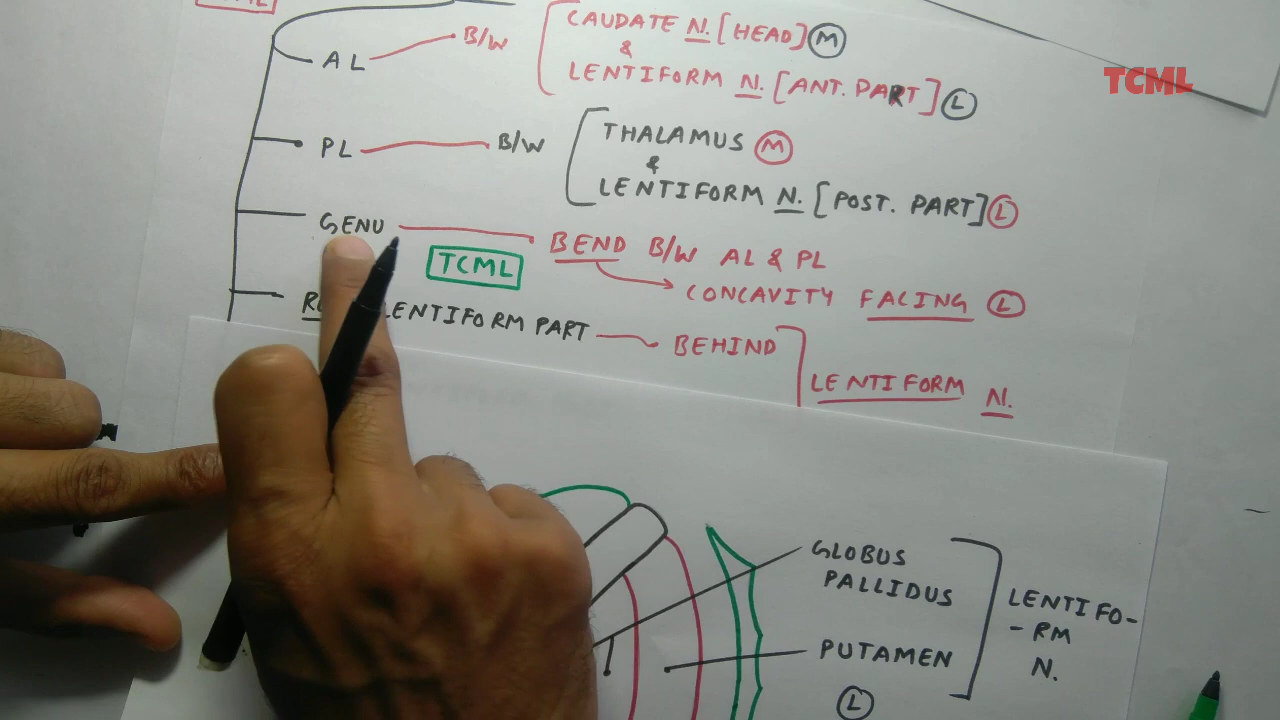 TCML
AL B/W CAUDATE N. [HEAD] M
&
LENTIFORM N. [ANT. PART] L
PL B/W THALAMUS M
&
LENTIFORM N. [POST. PART] L
GENU BEND B/W AL & PL
TCML
CONCAVITY FACING L
LENTIFORM PART BEHIND
LENTIFORM N.
GLOBUS
PALLIDUS
PUTAMEN
L
LENTIFO-
-RM
N.